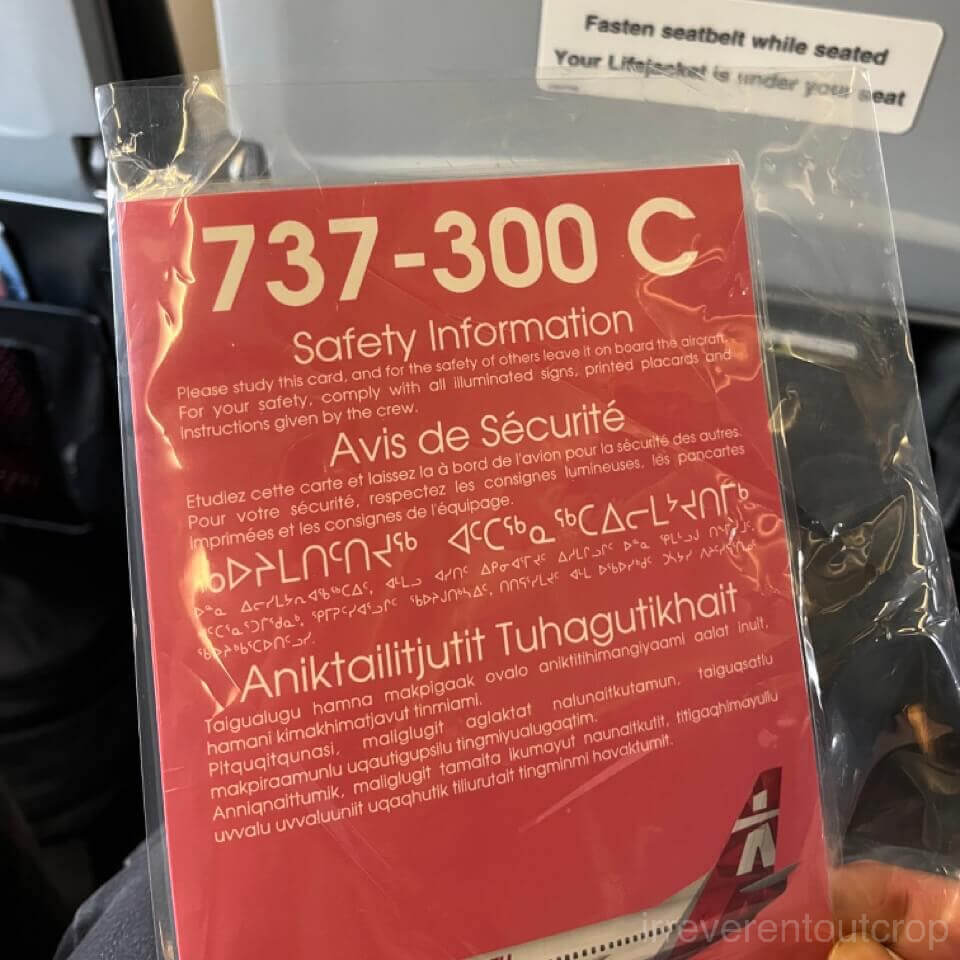 Fasten seatbelt while seated
Your Lifejacket is under your seat
737-300 C
Safety Information
Please study this card, and for the safety of others leave it on board the aircraft.
For your safety, comply with all illuminated signs, printed placards and
instructions given by the crew.
Avis de Sécurité
Etudiez cette carte et laissez la à bord de l'avion pour la sécurité des autres.
Pour votre sécurité, respectez les consignes lumineuses, les pancartes
imprimées et les consignes de l'équipage.
ᖃᐅᔨᒪᑎᑦᑎᔪᖅ ᐊᑕᑕᖅᓇ ᖅᑕᐃᓕᒪᔾᔪᑎᒥᒃ
Aniktailitjutit Tuhagutikhait
Taigualugu hamna makpigaak ovalo aniktitihimangiyaami aalat inuit,
hamani kimakhimatjavut tinmiami.
Pitquqitqunasi, maliglugit aglaktat nalunaitkutamun, taiguqsatlu
makpiraamunlu uqautigupsilu tingmiyualugaqtim.
Anniqnaittumik, maliglugit tamaita ikumayut naunaitkutit, titigaqhimayullu
uvvalu uvvaluuniit uqaqhutik tiliurutait tingminmi havaktumit.
irreverentoutcrop